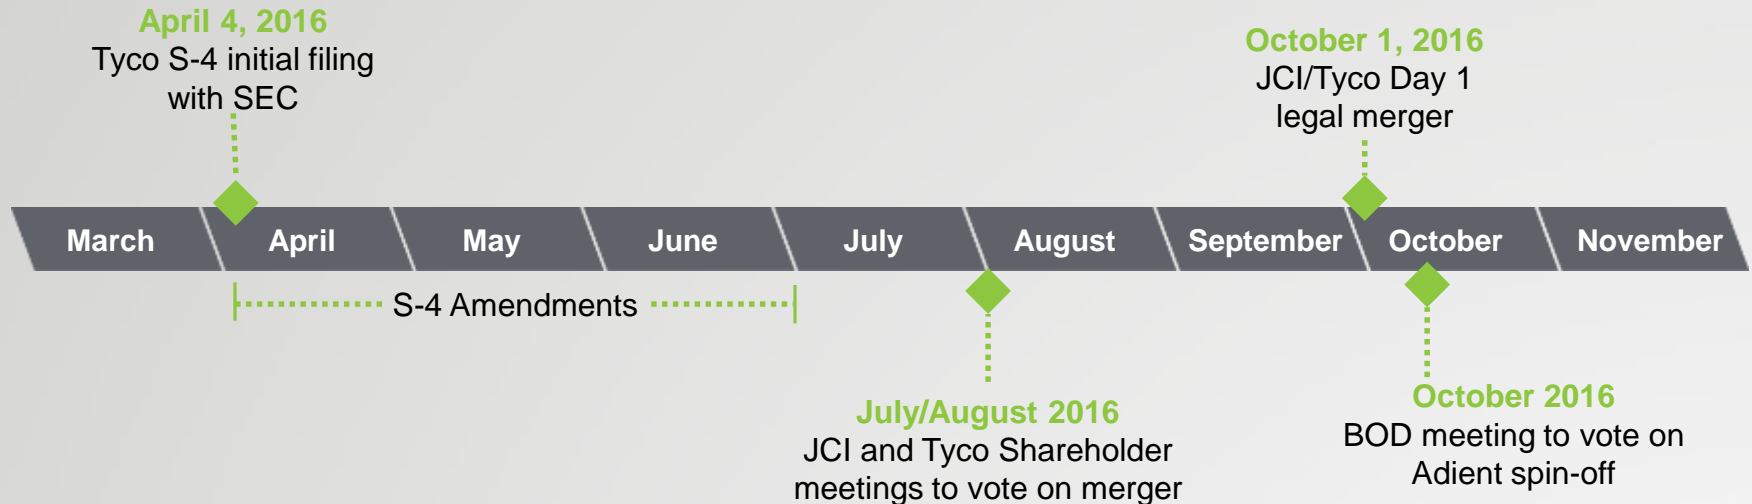 April 4, 2016
Tyco S-4 initial filing
with SEC
October 1, 2016
JCI/Tyco Day 1
legal merger
March April May June July August September October November
S-4 Amendments
July/August 2016
JCI and Tyco Shareholder
meetings to vote on merger
October 2016
BOD meeting to vote on
Adient spin-off